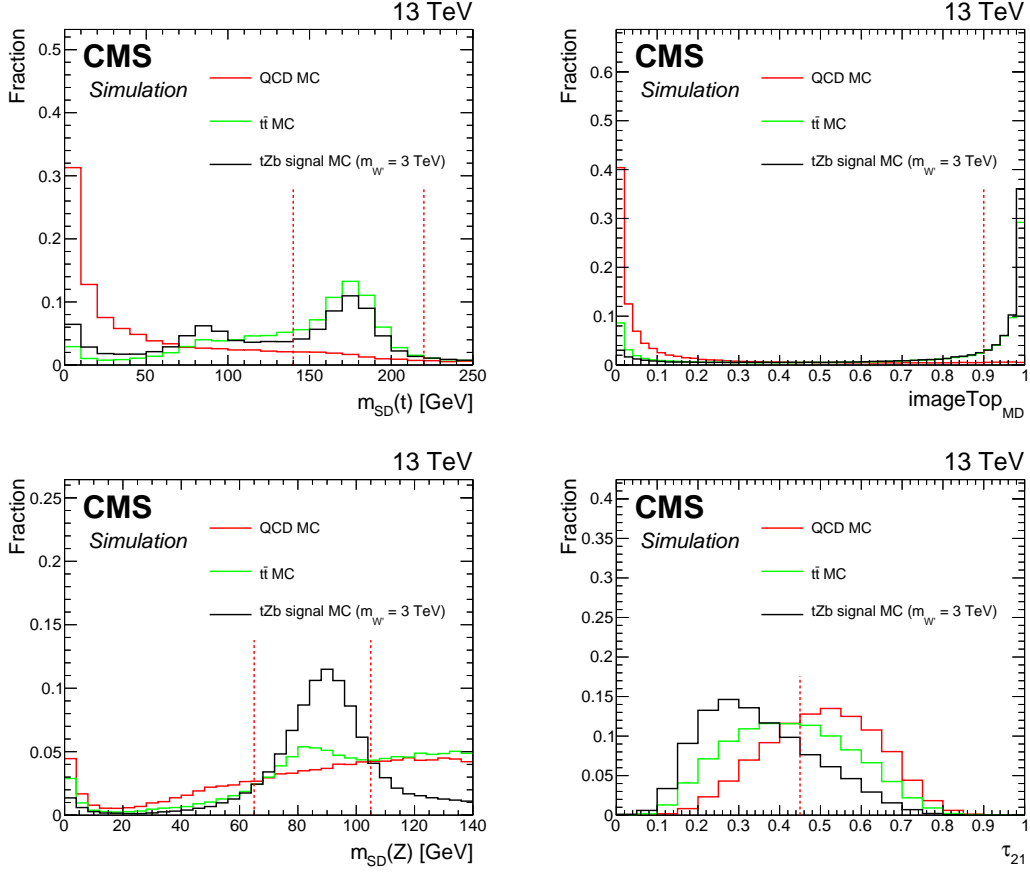 13 TeV
Fraction
CMS
Simulation
QCD MC
tt̄ MC
tZb signal MC (m_W' = 3 TeV)
0.5
0.4
0.3
0.2
0.1
0
0 50 100 150 200 250
m_SD(t) [GeV]
13 TeV
Fraction
CMS
Simulation
QCD MC
tt̄ MC
tZb signal MC (m_W' = 3 TeV)
0.6
0.5
0.4
0.3
0.2
0.1
0
0 0.1 0.2 0.3 0.4 0.5 0.6 0.7 0.8 0.9 1
imageTop_MD
13 TeV
Fraction
CMS
Simulation
QCD MC
tt̄ MC
tZb signal MC (m_W' = 3 TeV)
0.25
0.2
0.15
0.1
0.05
0
0 20 40 60 80 100 120 140
m_SD(Z) [GeV]
13 TeV
Fraction
CMS
Simulation
QCD MC
tt̄ MC
tZb signal MC (m_W' = 3 TeV)
0.4
0.35
0.3
0.25
0.2
0.15
0.1
0.05
0
0 0.1 0.2 0.3 0.4 0.5 0.6 0.7 0.8 0.9 1
τ_21